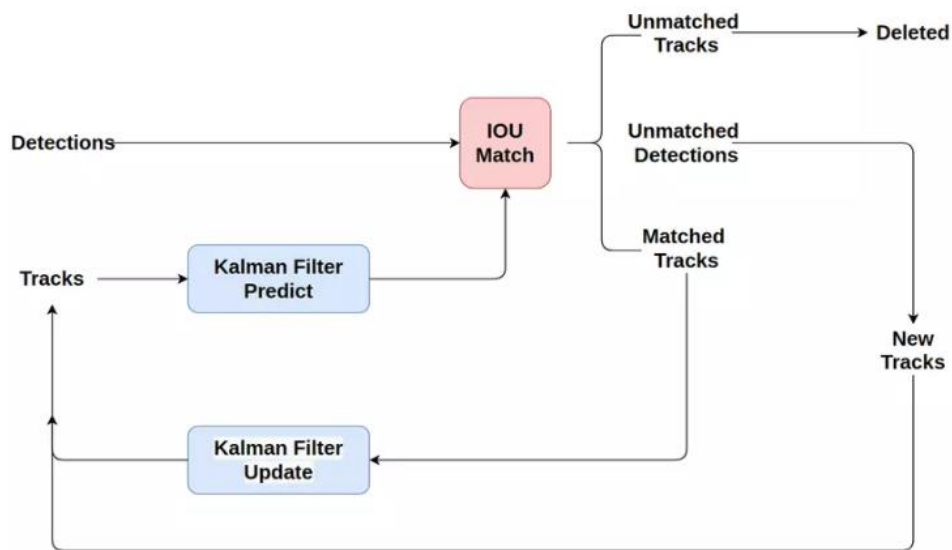 Unmatched
Tracks
Deleted
Detections
IOU
Match
Unmatched
Detections
Matched
Tracks
Tracks
Kalman Filter
Predict
New
Tracks
Kalman Filter
Update